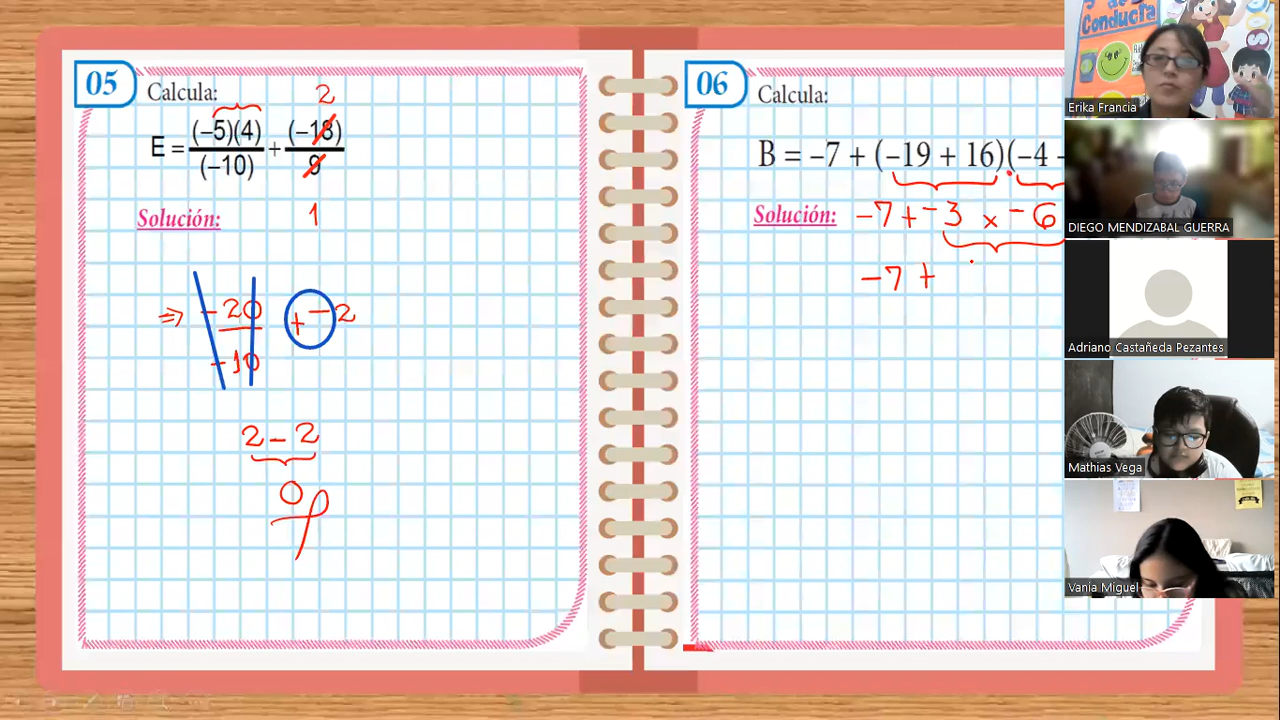 05
Calcula:
2
E = (–5)(4)/(–10) + (–18)/9
Solución:
1
⇒ -20/-10 + -2
2 - 2
0
06
Calcula:
B = –7 + (–19 + 16)(–4
Solución:
-7 + -3 x -6
-7 +
de
Conducta
Erika Francia
DIEGO MENDIZABAL GUERRA
Adriano Castañeda Pezantes
Mathias Vega
Vania Miguel